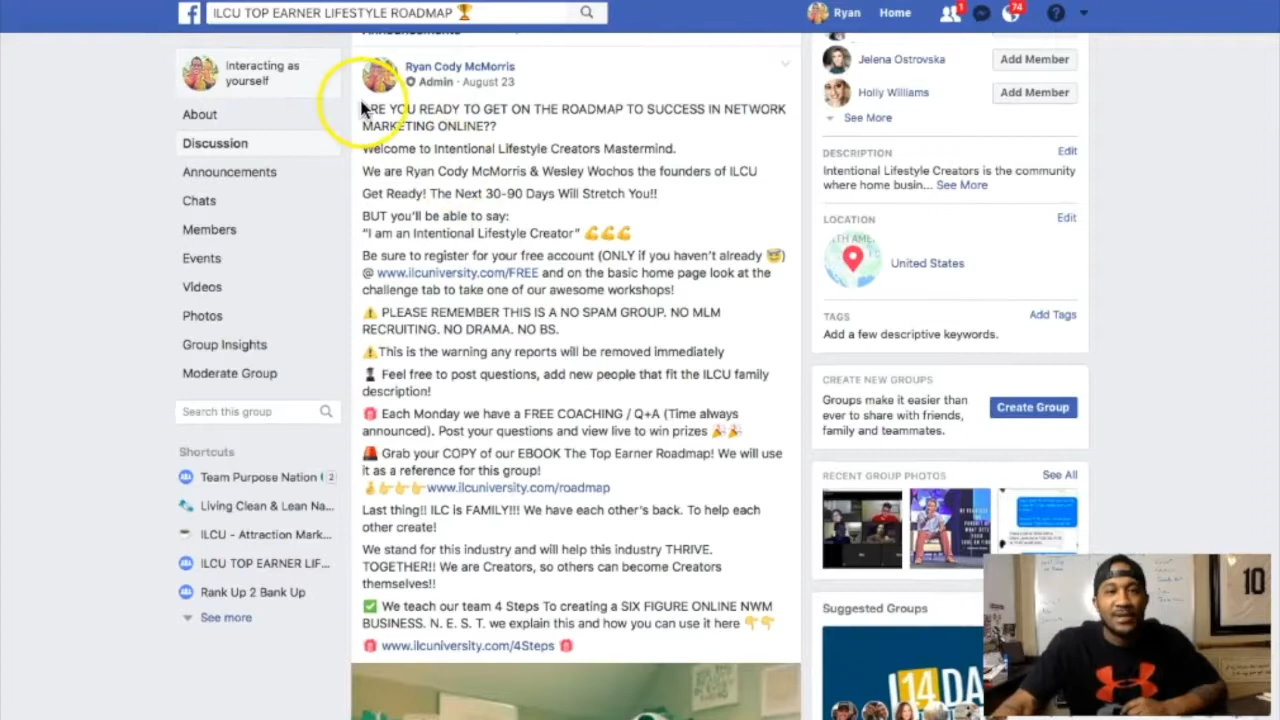 ILCU TOP EARNER LIFESTYLE ROADMAP 🏆
Ryan
Home
1
74
Interacting as
yourself
About
Discussion
Announcements
Chats
Members
Events
Videos
Photos
Group Insights
Moderate Group
Search this group
Shortcuts
Team Purpose Nation
2
Living Clean & Lean Na...
ILCU - Attraction Mark...
ILCU TOP EARNER LIF...
Rank Up 2 Bank Up
See more
Ryan Cody McMorris
Admin · August 23
ARE YOU READY TO GET ON THE ROADMAP TO SUCCESS IN NETWORK
MARKETING ONLINE??
Welcome to Intentional Lifestyle Creators Mastermind.
We are Ryan Cody McMorris & Wesley Wochos the founders of ILCU
Get Ready! The Next 30-90 Days Will Stretch You!!
BUT you'll be able to say:
"I am an Intentional Lifestyle Creator" 💪💪💪
Be sure to register for your free account (ONLY if you haven't already 🤓)
@ www.ilcuniversity.com/FREE and on the basic home page look at the
challenge tab to take one of our awesome workshops!
⚠️ PLEASE REMEMBER THIS IS A NO SPAM GROUP. NO MLM
RECRUITING. NO DRAMA. NO BS.
⚠️This is the warning any reports will be removed immediately
Feel free to post questions, add new people that fit the ILCU family
description!
Each Monday we have a FREE COACHING / Q+A (Time always
announced). Post your questions and view live to win prizes 🎉🎉
🚨 Grab your COPY of our EBOOK The Top Earner Roadmap! We will use
it as a reference for this group!
👉👉👉www.ilcuniversity.com/roadmap
Last thing!! ILC is FAMILY!!! We have each other's back. To help each
other create!
We stand for this industry and will help this industry THRIVE.
TOGETHER!! We are Creators, so others can become Creators
themselves!!
✅ We teach our team 4 Steps To creating a SIX FIGURE ONLINE NWM
BUSINESS. N. E. S. T. we explain this and how you can use it here 👇👇
www.ilcuniversity.com/4Steps
Jelena Ostrovska
Add Member
Holly Williams
Add Member
See More
DESCRIPTION
Edit
Intentional Lifestyle Creators is the community
where home busin... See More
LOCATION
Edit
United States
TAGS
Add Tags
Add a few descriptive keywords.
CREATE NEW GROUPS
Groups make it easier than
ever to share with friends,
family and teammates.
Create Group
RECENT GROUP PHOTOS
See All
Suggested Groups
14 DA
10